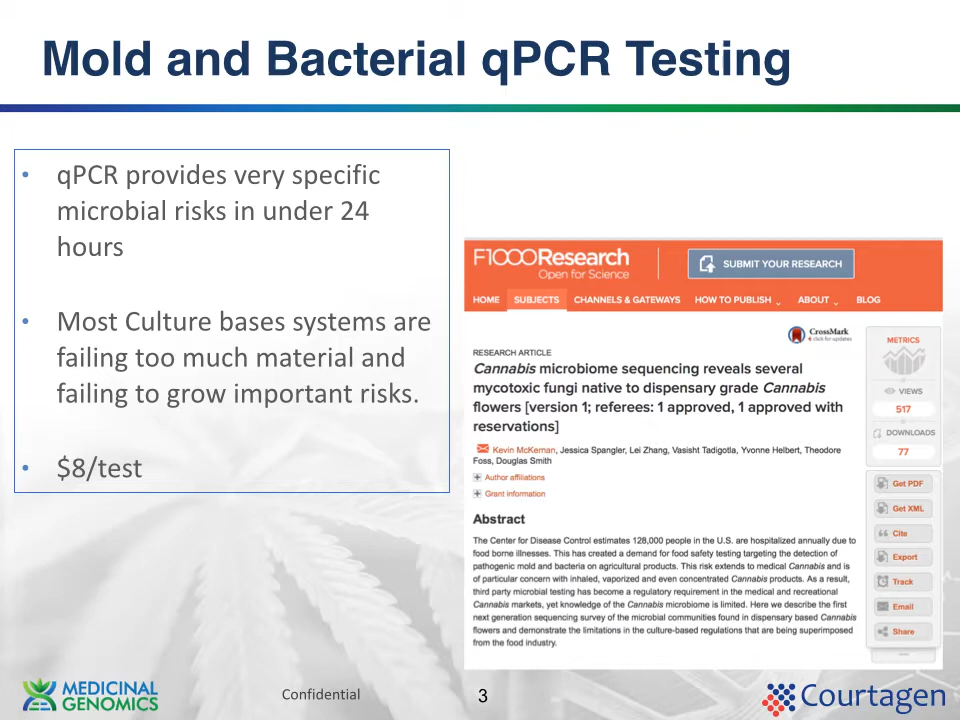 Mold and Bacterial qPCR Testing
• qPCR provides very specific
microbial risks in under 24
hours
• Most Culture bases systems are
failing too much material and
failing to grow important risks.
• $8/test
F1000Research
Open for Science
SUBMIT YOUR RESEARCH
HOME SUBJECTS CHANNELS & GATEWAYS HOW TO PUBLISH ABOUT BLOG
CrossMark
click for updates
RESEARCH ARTICLE
Cannabis microbiome sequencing reveals several
mycotoxic fungi native to dispensary grade Cannabis
flowers [version 1; referees: 1 approved, 1 approved with
reservations]
Kevin McKernan, Jessica Spangler, Lei Zhang, Vasisht Tadigotla, Yvonne Helbert, Theodore
Foss, Douglas Smith
Author affiliations
Grant information
Abstract
The Center for Disease Control estimates 128,000 people in the U.S. are hospitalized annually due to
food borne illnesses. This has created a demand for food safety testing targeting the detection of
pathogenic mold and bacteria on agricultural products. This risk extends to medical Cannabis and is
of particular concern with inhaled, vaporized and even concentrated Cannabis products. As a result,
third party microbial testing has become a regulatory requirement in the medical and recreational
Cannabis markets, yet knowledge of the Cannabis microbiome is limited. Here we describe the first
next generation sequencing survey of the microbial communities found in dispensary based Cannabis
flowers and demonstrate the limitations in the culture-based regulations that are being superimposed
from the food industry.
METRICS
VIEWS
517
DOWNLOADS
77
Get PDF
Get XML
Cite
Export
Track
Email
Share
MEDICINAL
GENOMICS
Confidential
3
Courtagen